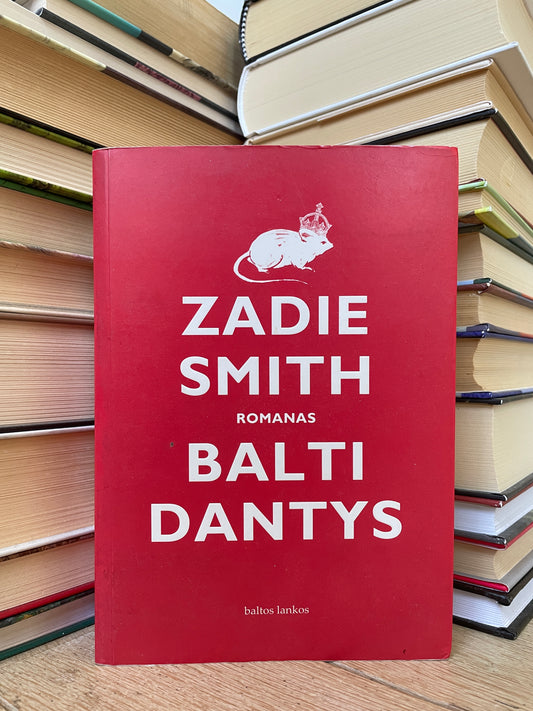 ZADIE
SMITH
ROMANAS
BALTI
DANTYS
baltos lankos